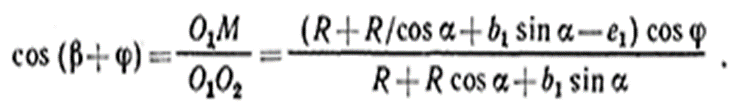 cos (β+φ) = O₁M / O₁O₂ = (R+R/cos α+b₁ sin α−e₁) cos φ / R+R cos α+b₁ sin α .